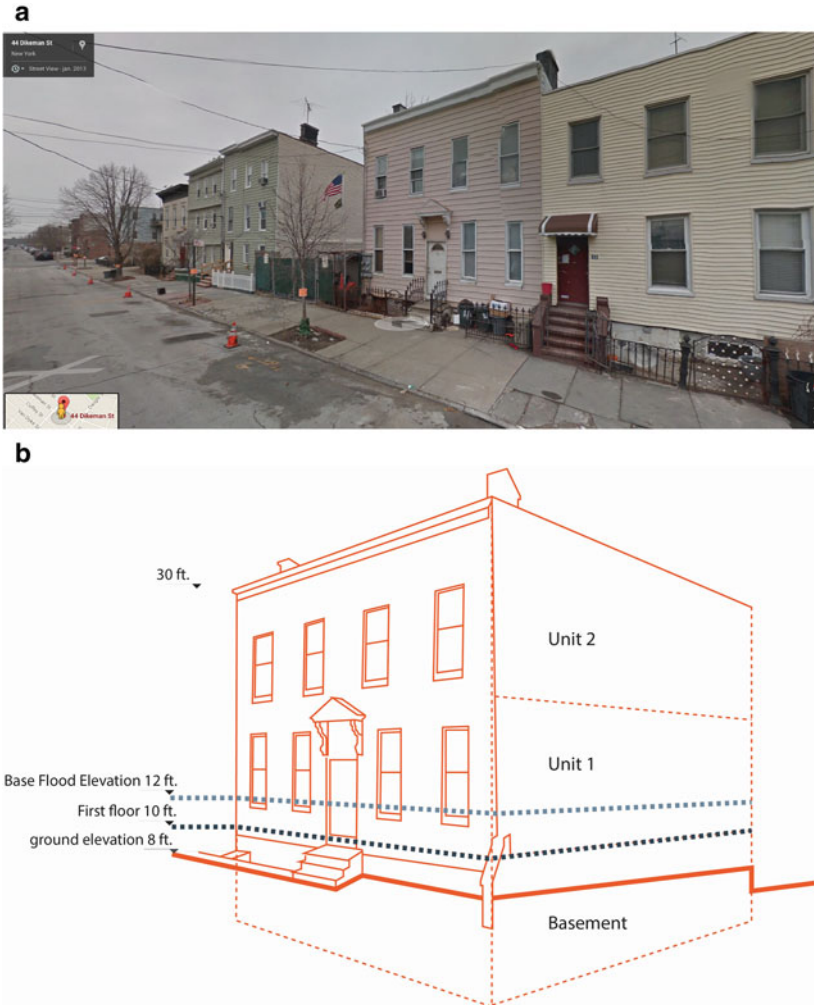 a
44 Dikeman St
New York
Street View - Jan. 2013
44 Dikeman St
b
30 ft.
Unit 2
Unit 1
Base Flood Elevation 12 ft.
First floor 10 ft.
ground elevation 8 ft.
Basement